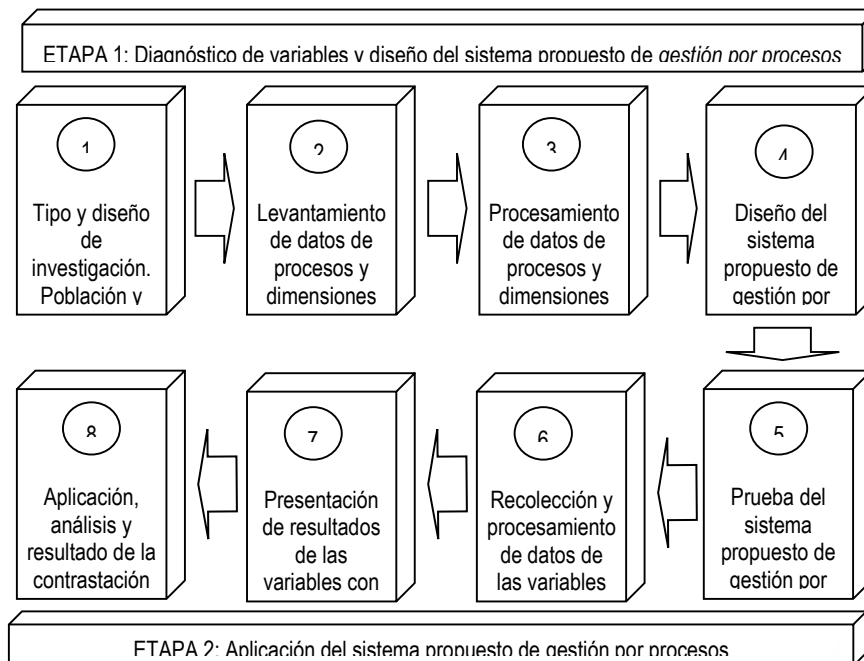 ETAPA 1: Diagnóstico de variables y diseño del sistema propuesto de gestión por procesos
1
Tipo y diseño
de
investigación.
Población y
2
Levantamiento
de datos de
procesos y
dimensiones
3
Procesamiento
de datos de
procesos y
dimensiones
4
Diseño del
sistema
propuesto de
gestión por
5
Prueba del
sistema
propuesto de
gestión por
6
Recolección y
procesamiento
de datos de
las variables
7
Presentación
de resultados
de las
variables con
8
Aplicación,
análisis y
resultado de la
contrastación
ETAPA 2: Aplicación del sistema propuesto de gestión por procesos